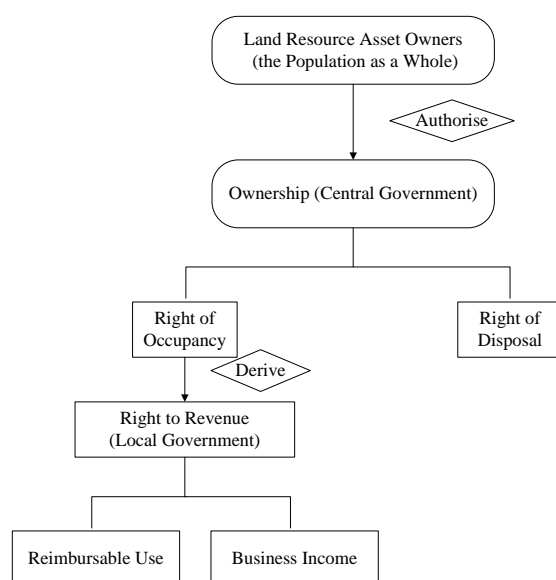 Land Resource Asset Owners
(the Population as a Whole)
Authorise
Ownership (Central Government)
Right of
Occupancy
Right of
Disposal
Derive
Right to Revenue
(Local Government)
Reimbursable Use
Business Income